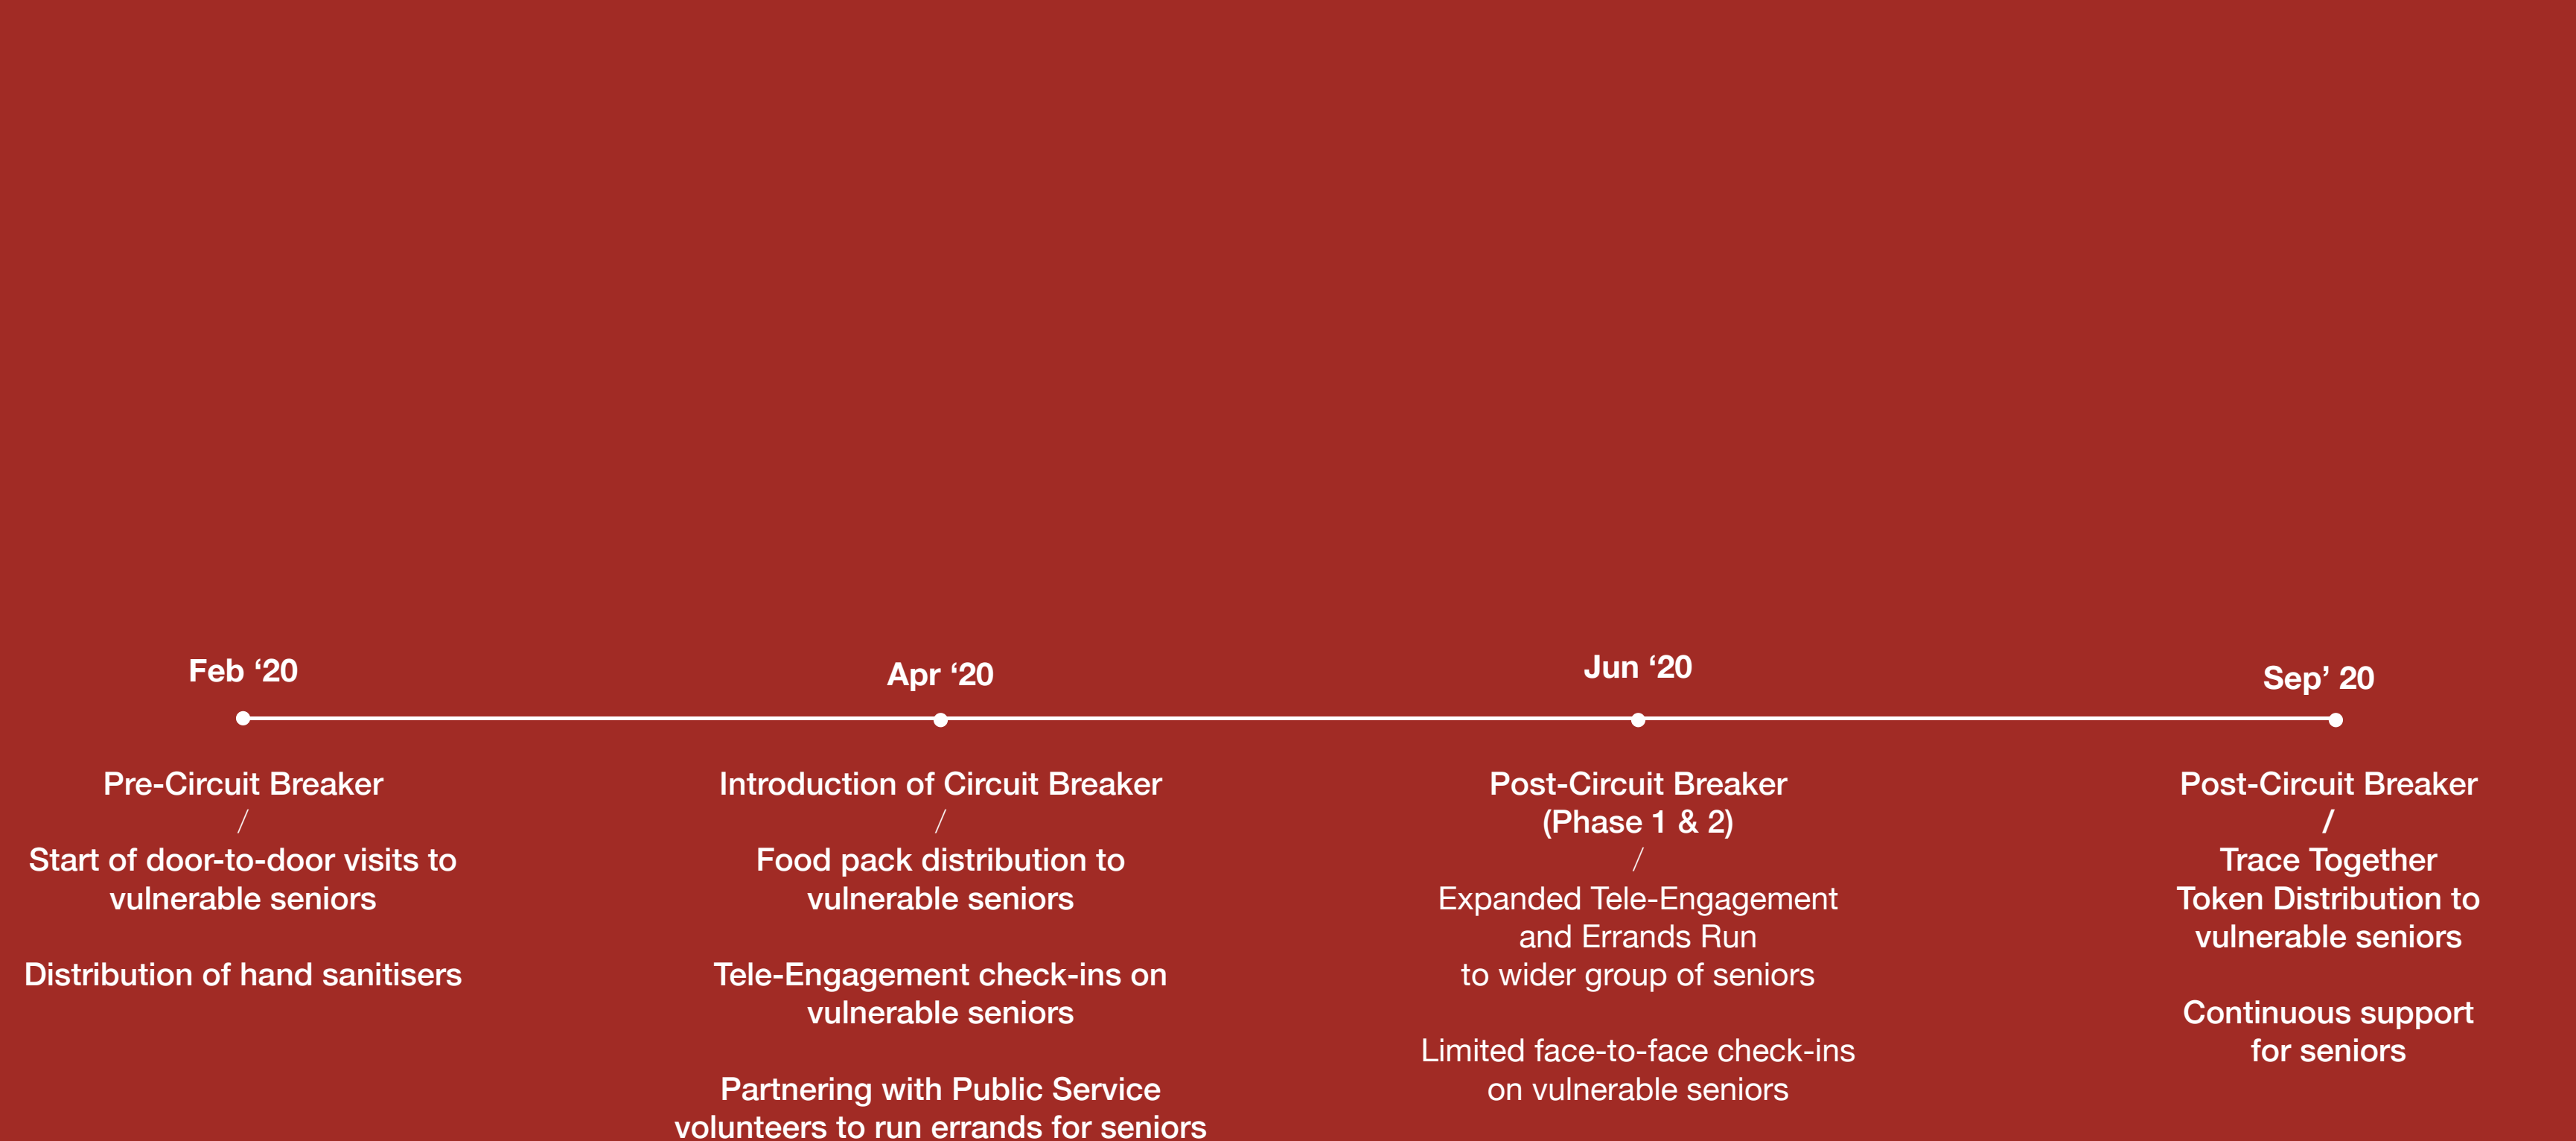 Feb ‘20
Pre-Circuit Breaker
/
Start of door-to-door visits to
vulnerable seniors
Distribution of hand sanitisers
Apr ‘20
Introduction of Circuit Breaker
/
Food pack distribution to
vulnerable seniors
Tele-Engagement check-ins on
vulnerable seniors
Partnering with Public Service
volunteers to run errands for seniors
Jun ‘20
Post-Circuit Breaker
(Phase 1 & 2)
/
Expanded Tele-Engagement
and Errands Run
to wider group of seniors
Limited face-to-face check-ins
on vulnerable seniors
Sep’ 20
Post-Circuit Breaker
/
Trace Together
Token Distribution to
vulnerable seniors
Continuous support
for seniors